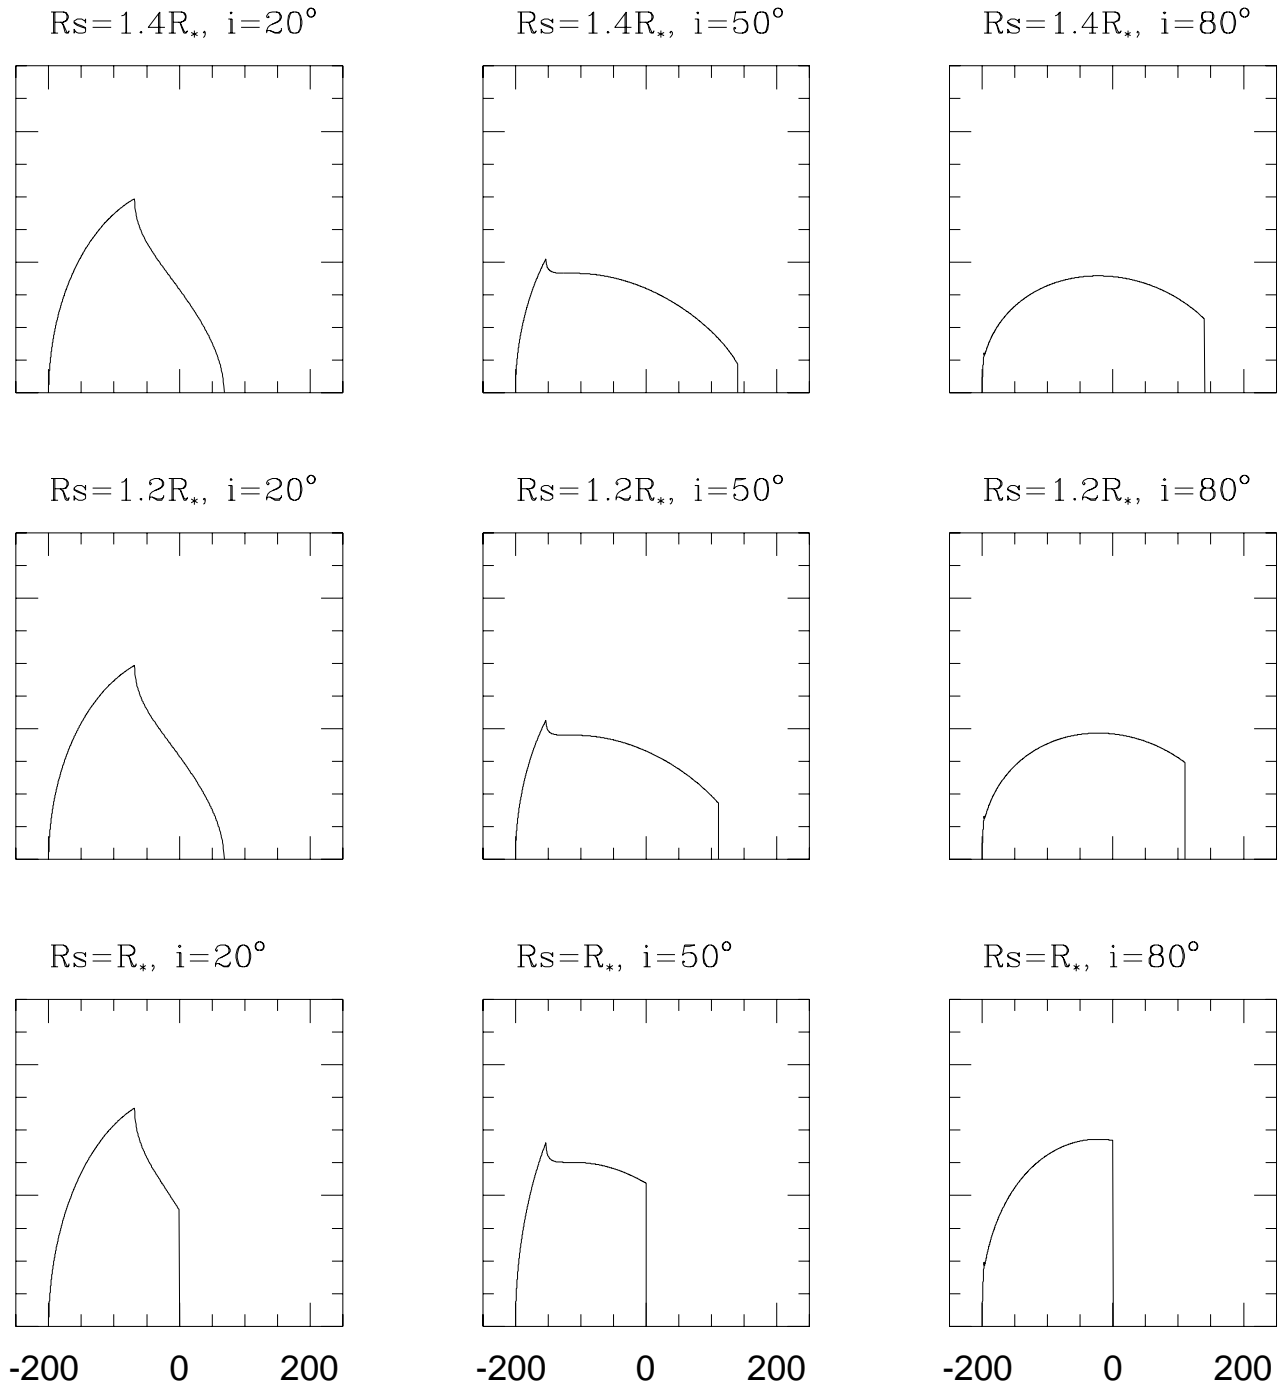 Rs=1.4R*, i=20° Rs=1.4R*, i=50° Rs=1.4R*, i=80°
Rs=1.2R*, i=20° Rs=1.2R*, i=50° Rs=1.2R*, i=80°
Rs=R*, i=20° Rs=R*, i=50° Rs=R*, i=80°
-200 0 200 -200 0 200 -200 0 200